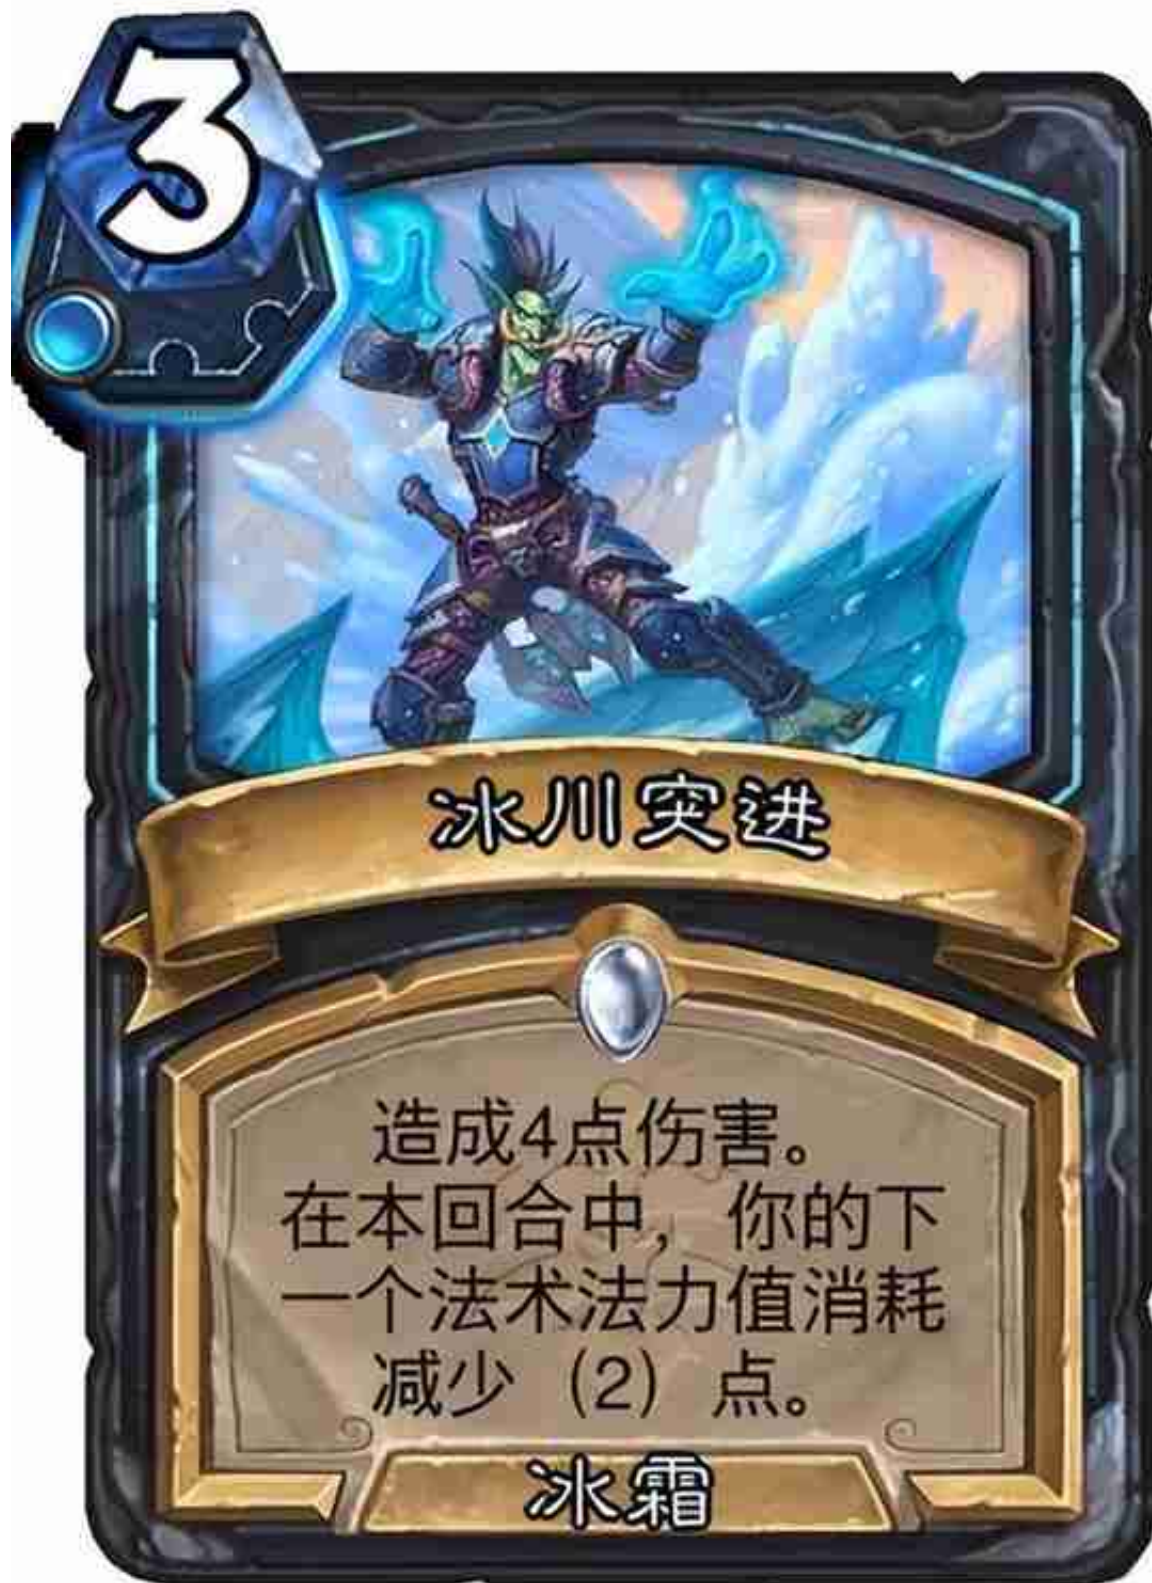 3
冰川突进
造成4点伤害。
在本回合中，你的下
一个法术法力值消耗
减少（2）点。
冰霜